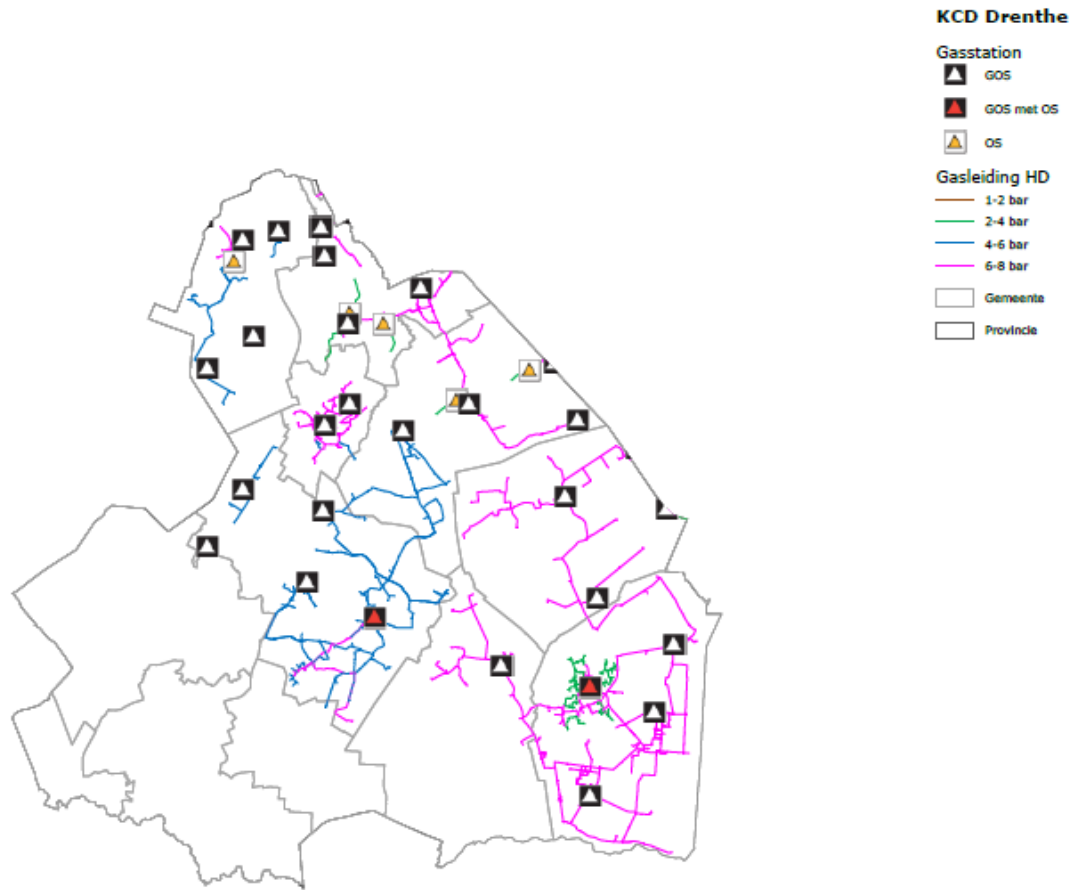 KCD Drenthe
Gasstation
GOS
GOS met OS
OS
Gasleiding HD
1-2 bar
2-4 bar
4-6 bar
6-8 bar
Gemeente
Provincie